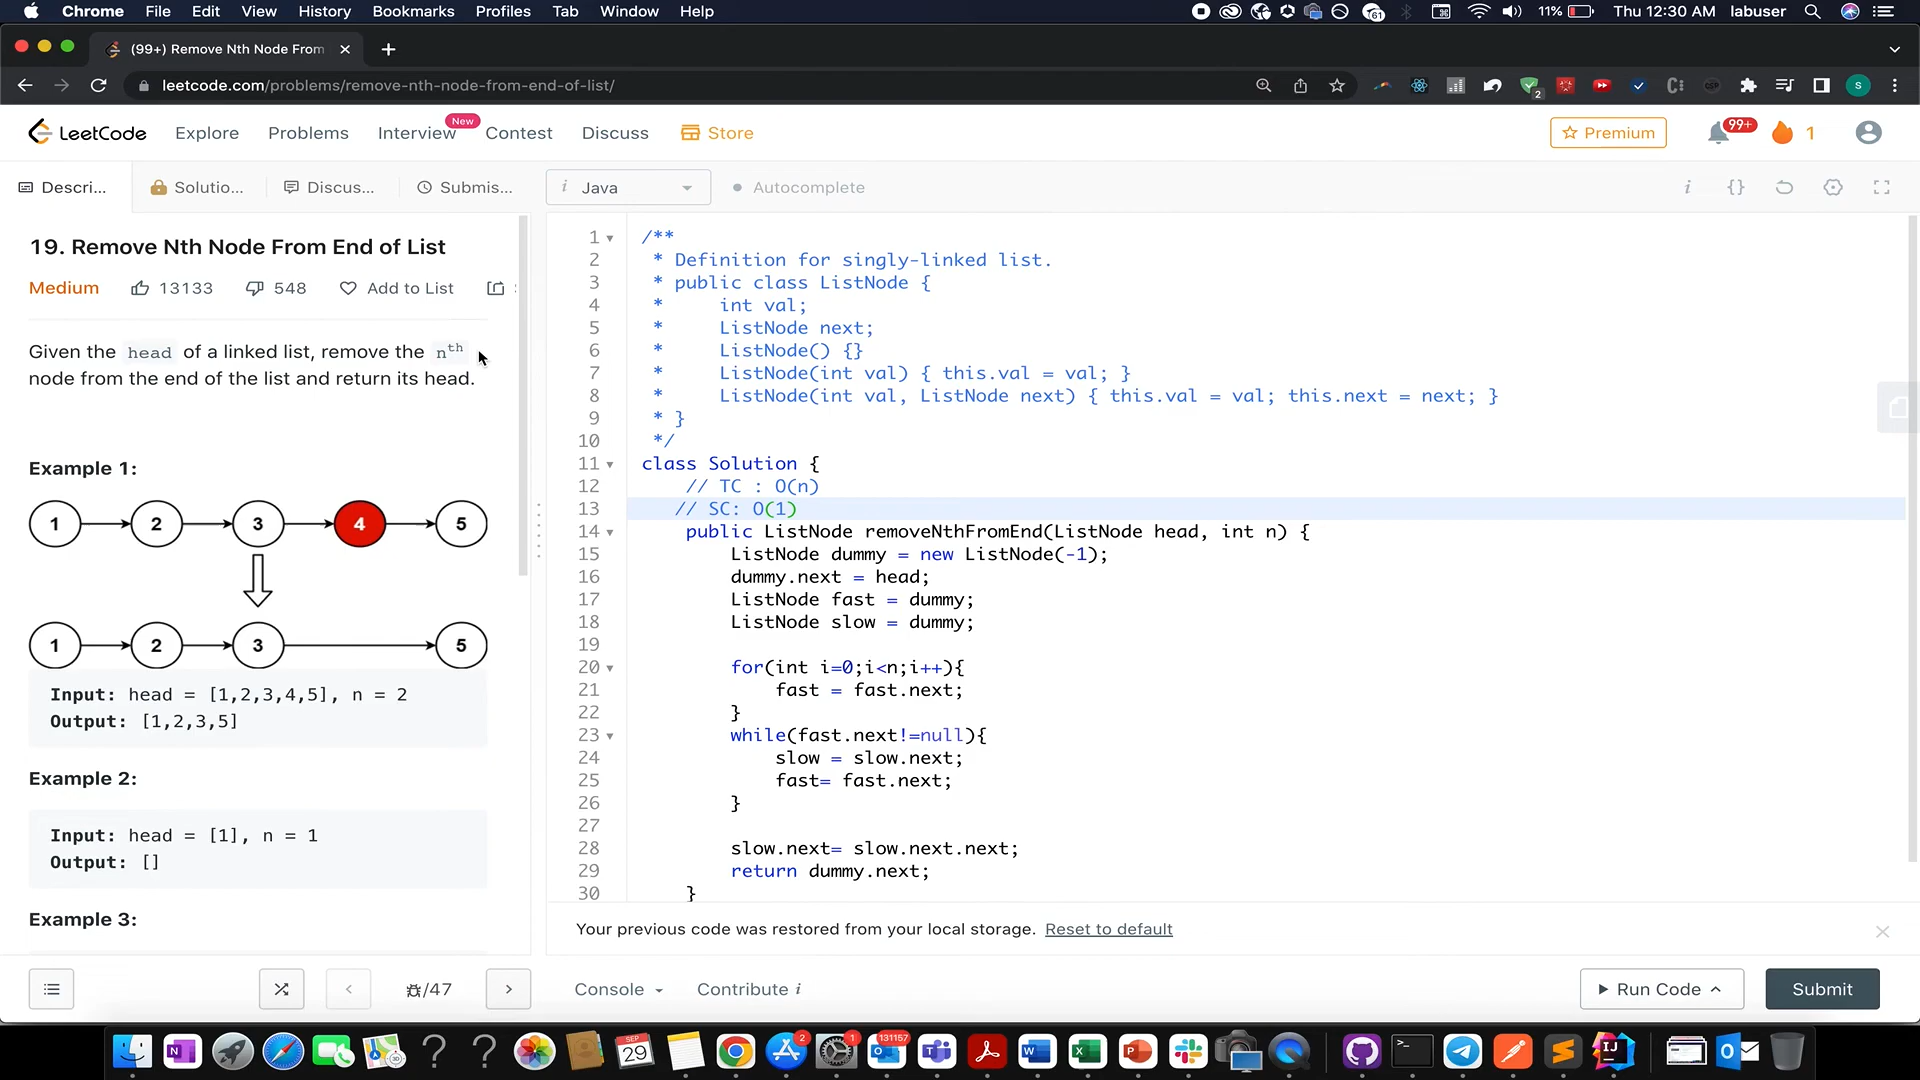 Chrome File Edit View History Bookmarks Profiles Tab Window Help 61 11% Thu 12:30 AM labuser
(99+) Remove Nth Node From
leetcode.com/problems/remove-nth-node-from-end-of-list/ 2 s
LeetCode Explore Problems Interview New Contest Discuss Store Premium 99+ 1
Descri... Solutio... Discus... Submis... i Java Autocomplete i {}
19. Remove Nth Node From End of List
Medium 13133 548 Add to List
Given the head of a linked list, remove the nth
node from the end of the list and return its head.
Example 1:
1 2 3 4 5
1 2 3 5
Input: head = [1,2,3,4,5], n = 2
Output: [1,2,3,5]
Example 2:
Input: head = [1], n = 1
Output: []
Example 3:
/47
1 /**
2 * Definition for singly-linked list.
3 * public class ListNode {
4 *     int val;
5 *     ListNode next;
6 *     ListNode() {}
7 *     ListNode(int val) { this.val = val; }
8 *     ListNode(int val, ListNode next) { this.val = val; this.next = next; }
9 * }
10 */
11 class Solution {
12 // TC : O(n)
13 // SC: O(1)
14 public ListNode removeNthFromEnd(ListNode head, int n) {
15 ListNode dummy = new ListNode(-1);
16 dummy.next = head;
17 ListNode fast = dummy;
18 ListNode slow = dummy;
19
20 for(int i=0;i<n;i++){
21 fast = fast.next;
22 }
23 while(fast.next!=null){
24 slow = slow.next;
25 fast= fast.next;
26 }
27
28 slow.next= slow.next.next;
29 return dummy.next;
30 }
Your previous code was restored from your local storage. Reset to default
Console Contribute i Run Code Submit
N ? ? SEP 29 2 1 131157 W X P IJ